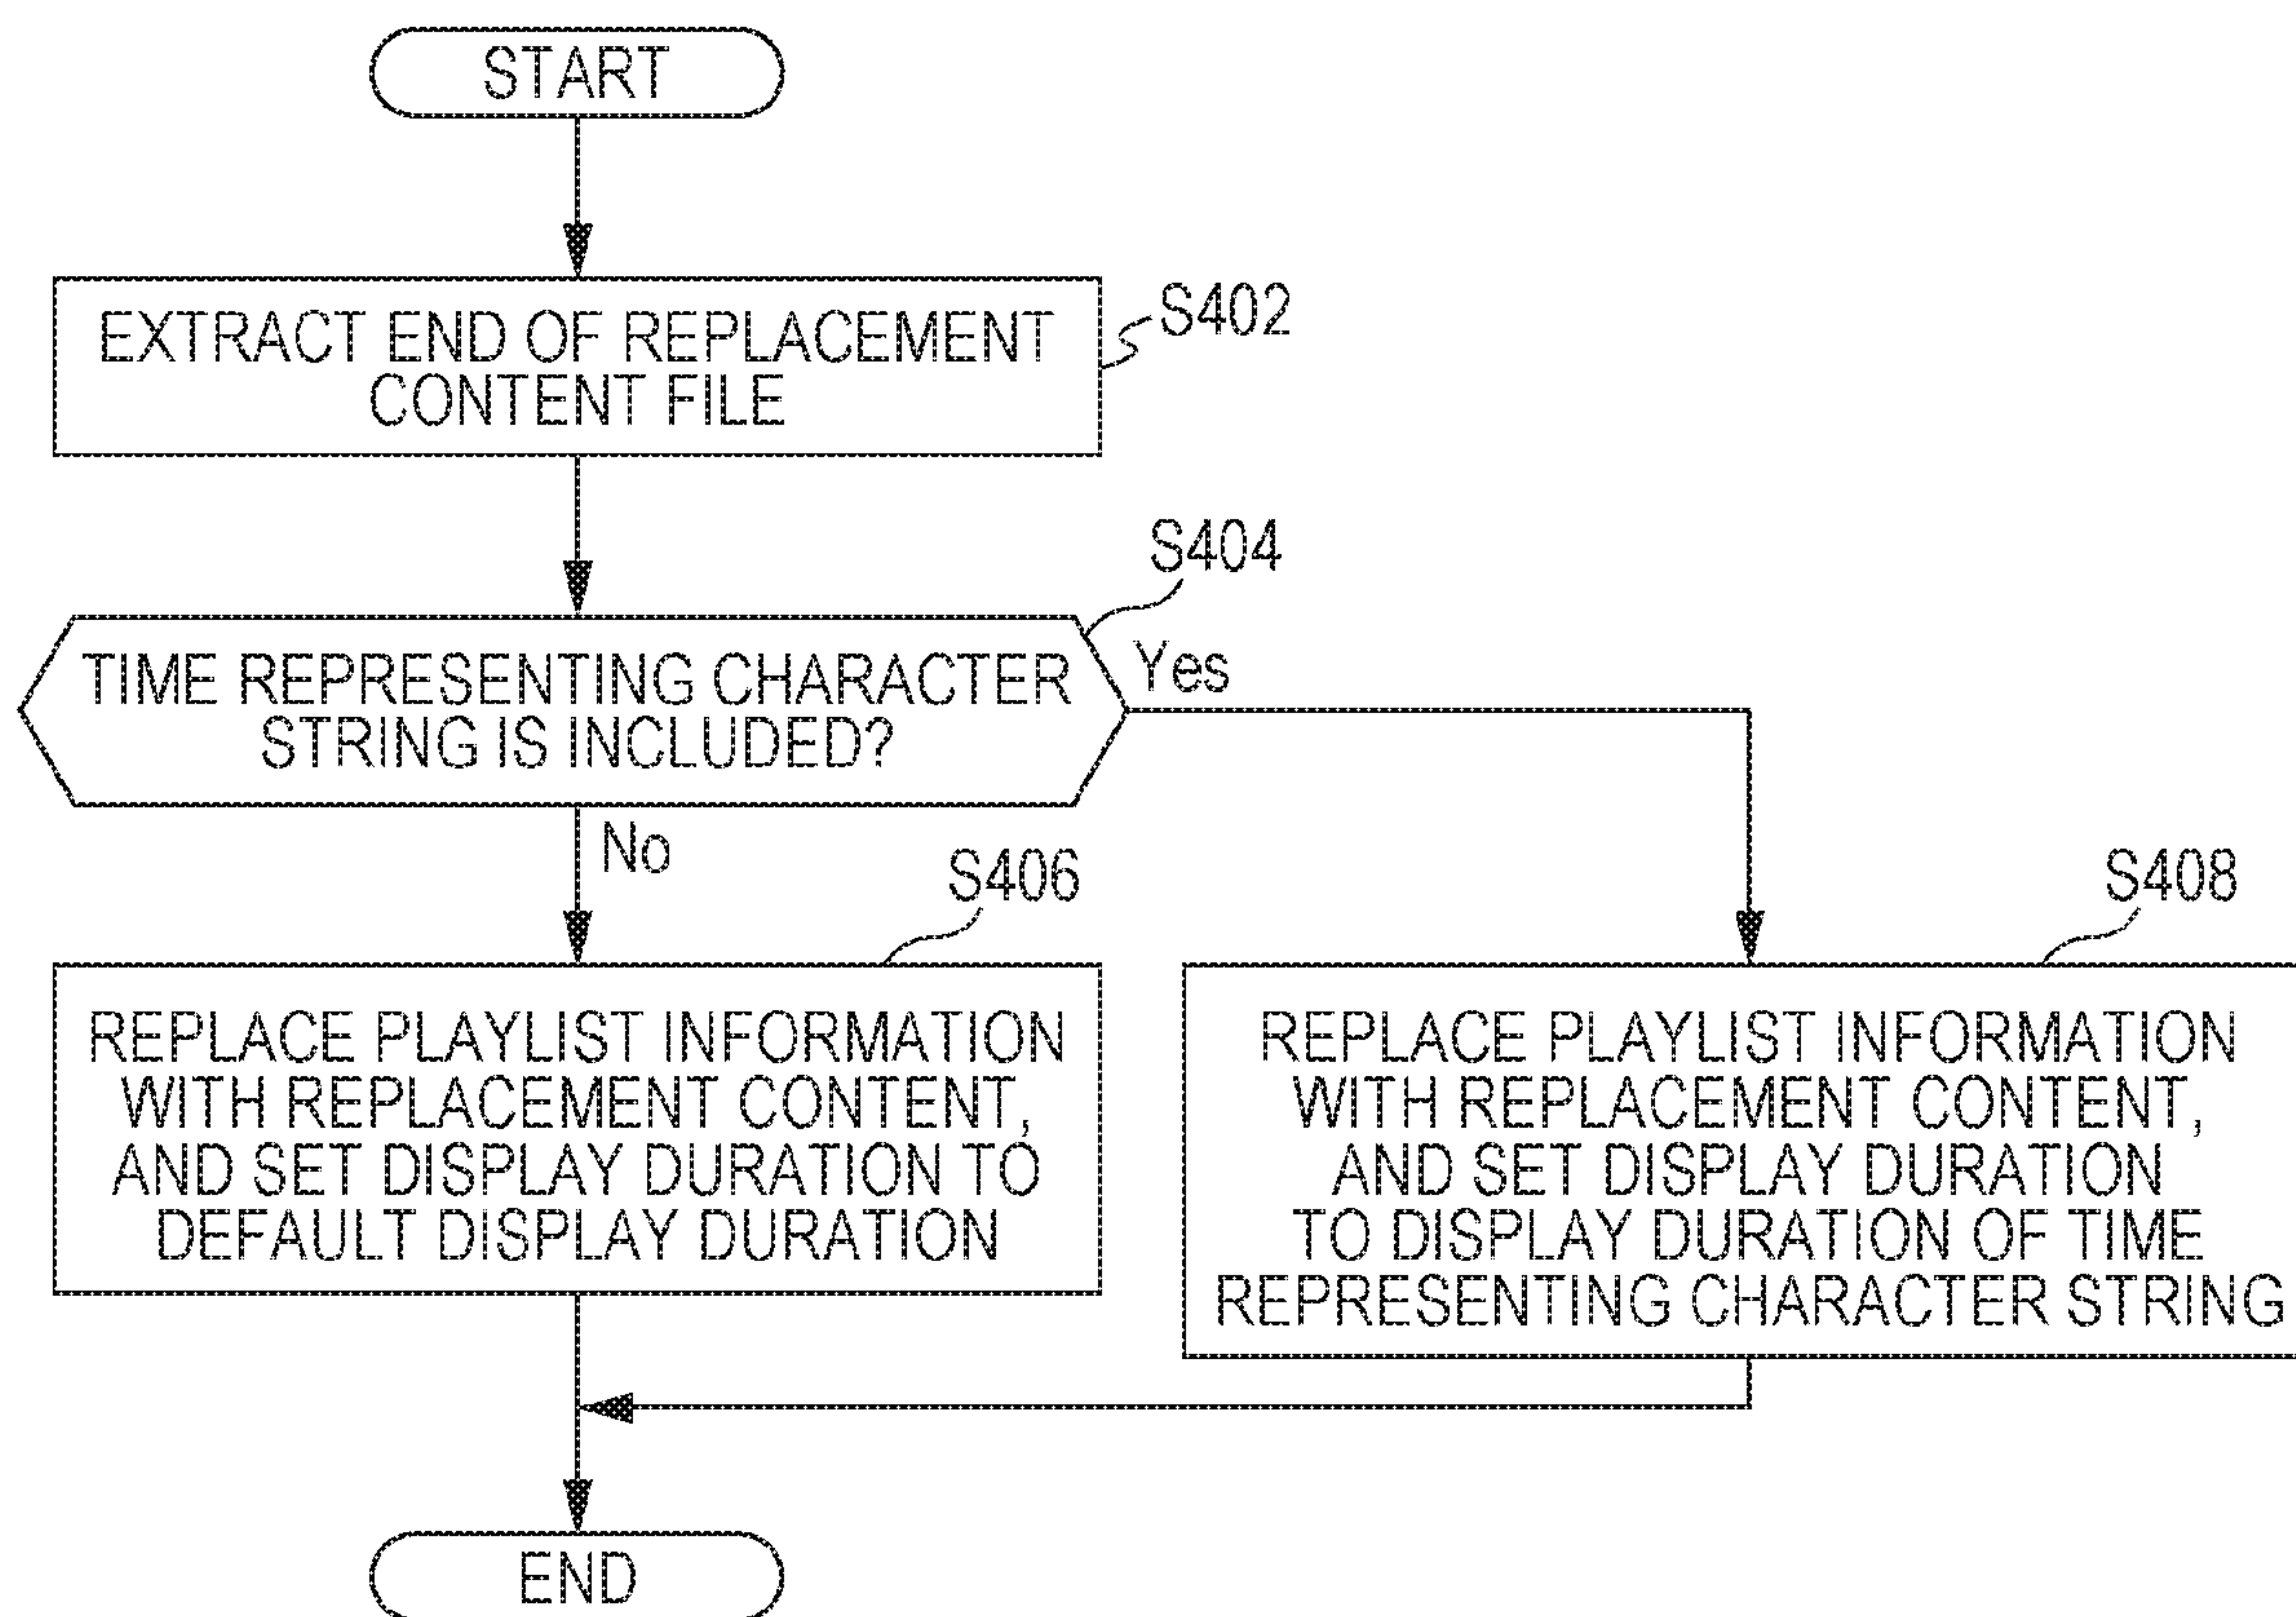 START
EXTRACT END OF REPLACEMENT
CONTENT FILE
S402
S404
TIME REPRESENTING CHARACTER
STRING IS INCLUDED?
Yes
No
S406
S408
REPLACE PLAYLIST INFORMATION
WITH REPLACEMENT CONTENT,
AND SET DISPLAY DURATION TO
DEFAULT DISPLAY DURATION
REPLACE PLAYLIST INFORMATION
WITH REPLACEMENT CONTENT,
AND SET DISPLAY DURATION
TO DISPLAY DURATION OF TIME
REPRESENTING CHARACTER STRING
END